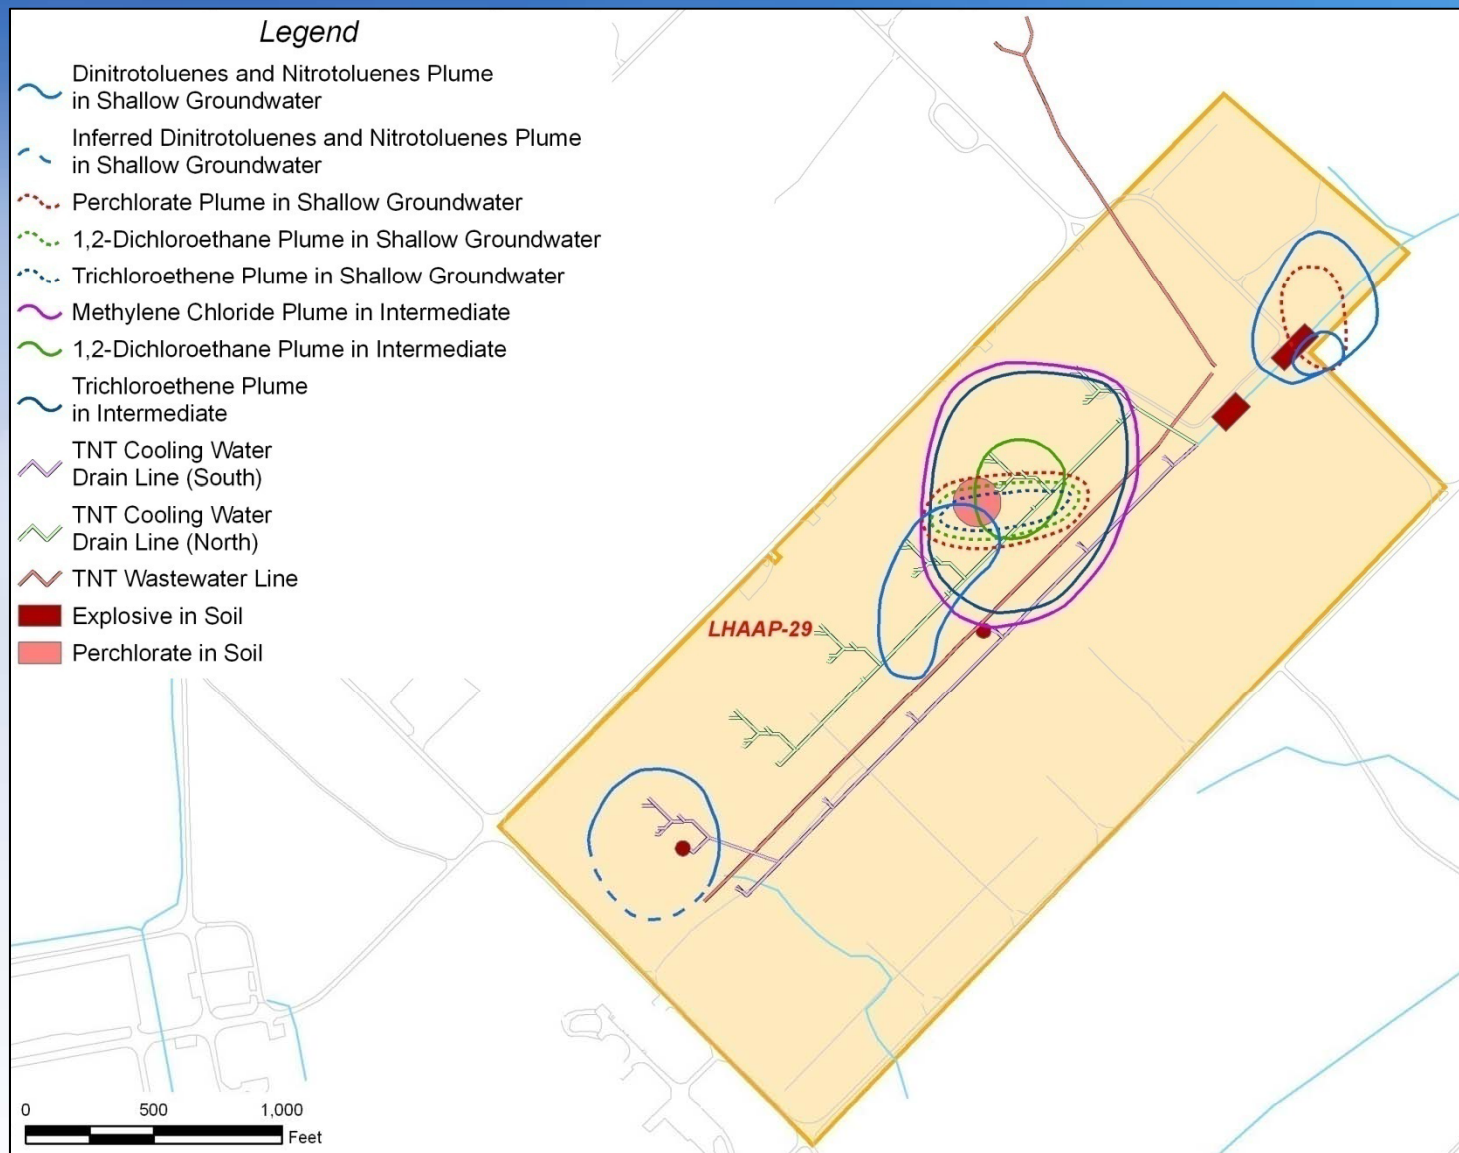 Legend
Dinitrotoluenes and Nitrotoluenes Plume
in Shallow Groundwater
Inferred Dinitrotoluenes and Nitrotoluenes Plume
in Shallow Groundwater
Perchlorate Plume in Shallow Groundwater
1,2-Dichloroethane Plume in Shallow Groundwater
Trichloroethene Plume in Shallow Groundwater
Methylene Chloride Plume in Intermediate
1,2-Dichloroethane Plume in Intermediate
Trichloroethene Plume
in Intermediate
TNT Cooling Water
Drain Line (South)
TNT Cooling Water
Drain Line (North)
TNT Wastewater Line
Explosive in Soil
Perchlorate in Soil
LHAAP-29
0 500 1,000
Feet